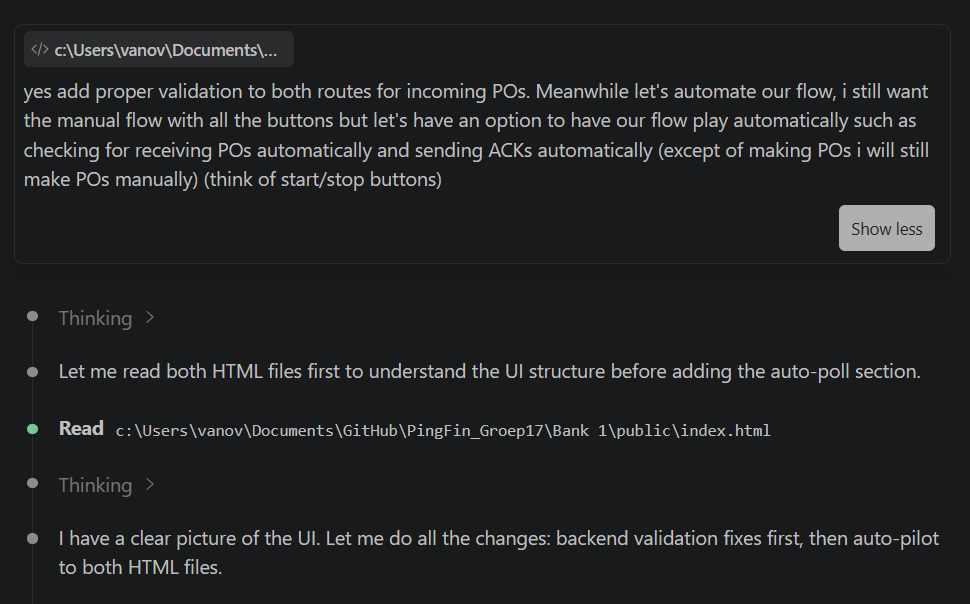 </> c:\Users\vanov\Documents\...
yes add proper validation to both routes for incoming POs. Meanwhile let's automate our flow, i still want
the manual flow with all the buttons but let's have an option to have our flow play automatically such as
checking for receiving POs automatically and sending ACKs automatically (except of making POs i will still
make POs manually) (think of start/stop buttons)
Show less
Thinking >
Let me read both HTML files first to understand the UI structure before adding the auto-poll section.
Read c:\Users\vanov\Documents\GitHub\PingFin_Groep17\Bank 1\public\index.html
Thinking >
I have a clear picture of the UI. Let me do all the changes: backend validation fixes first, then auto-pilot
to both HTML files.